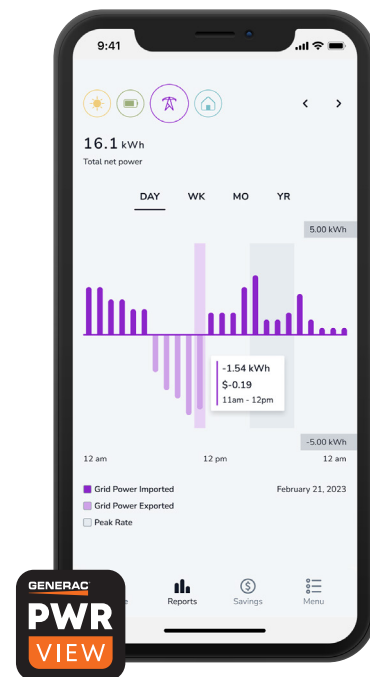 9:41
16.1 kWh
Total net power
DAY WK MO YR
5.00 kWh
-1.54 kWh
$-0.19
11am - 12pm
-5.00 kWh
12 am 12 pm 12 am
Grid Power Imported February 21, 2023
Grid Power Exported
Peak Rate
Reports Savings Menu
GENERAC
PWR
VIEW